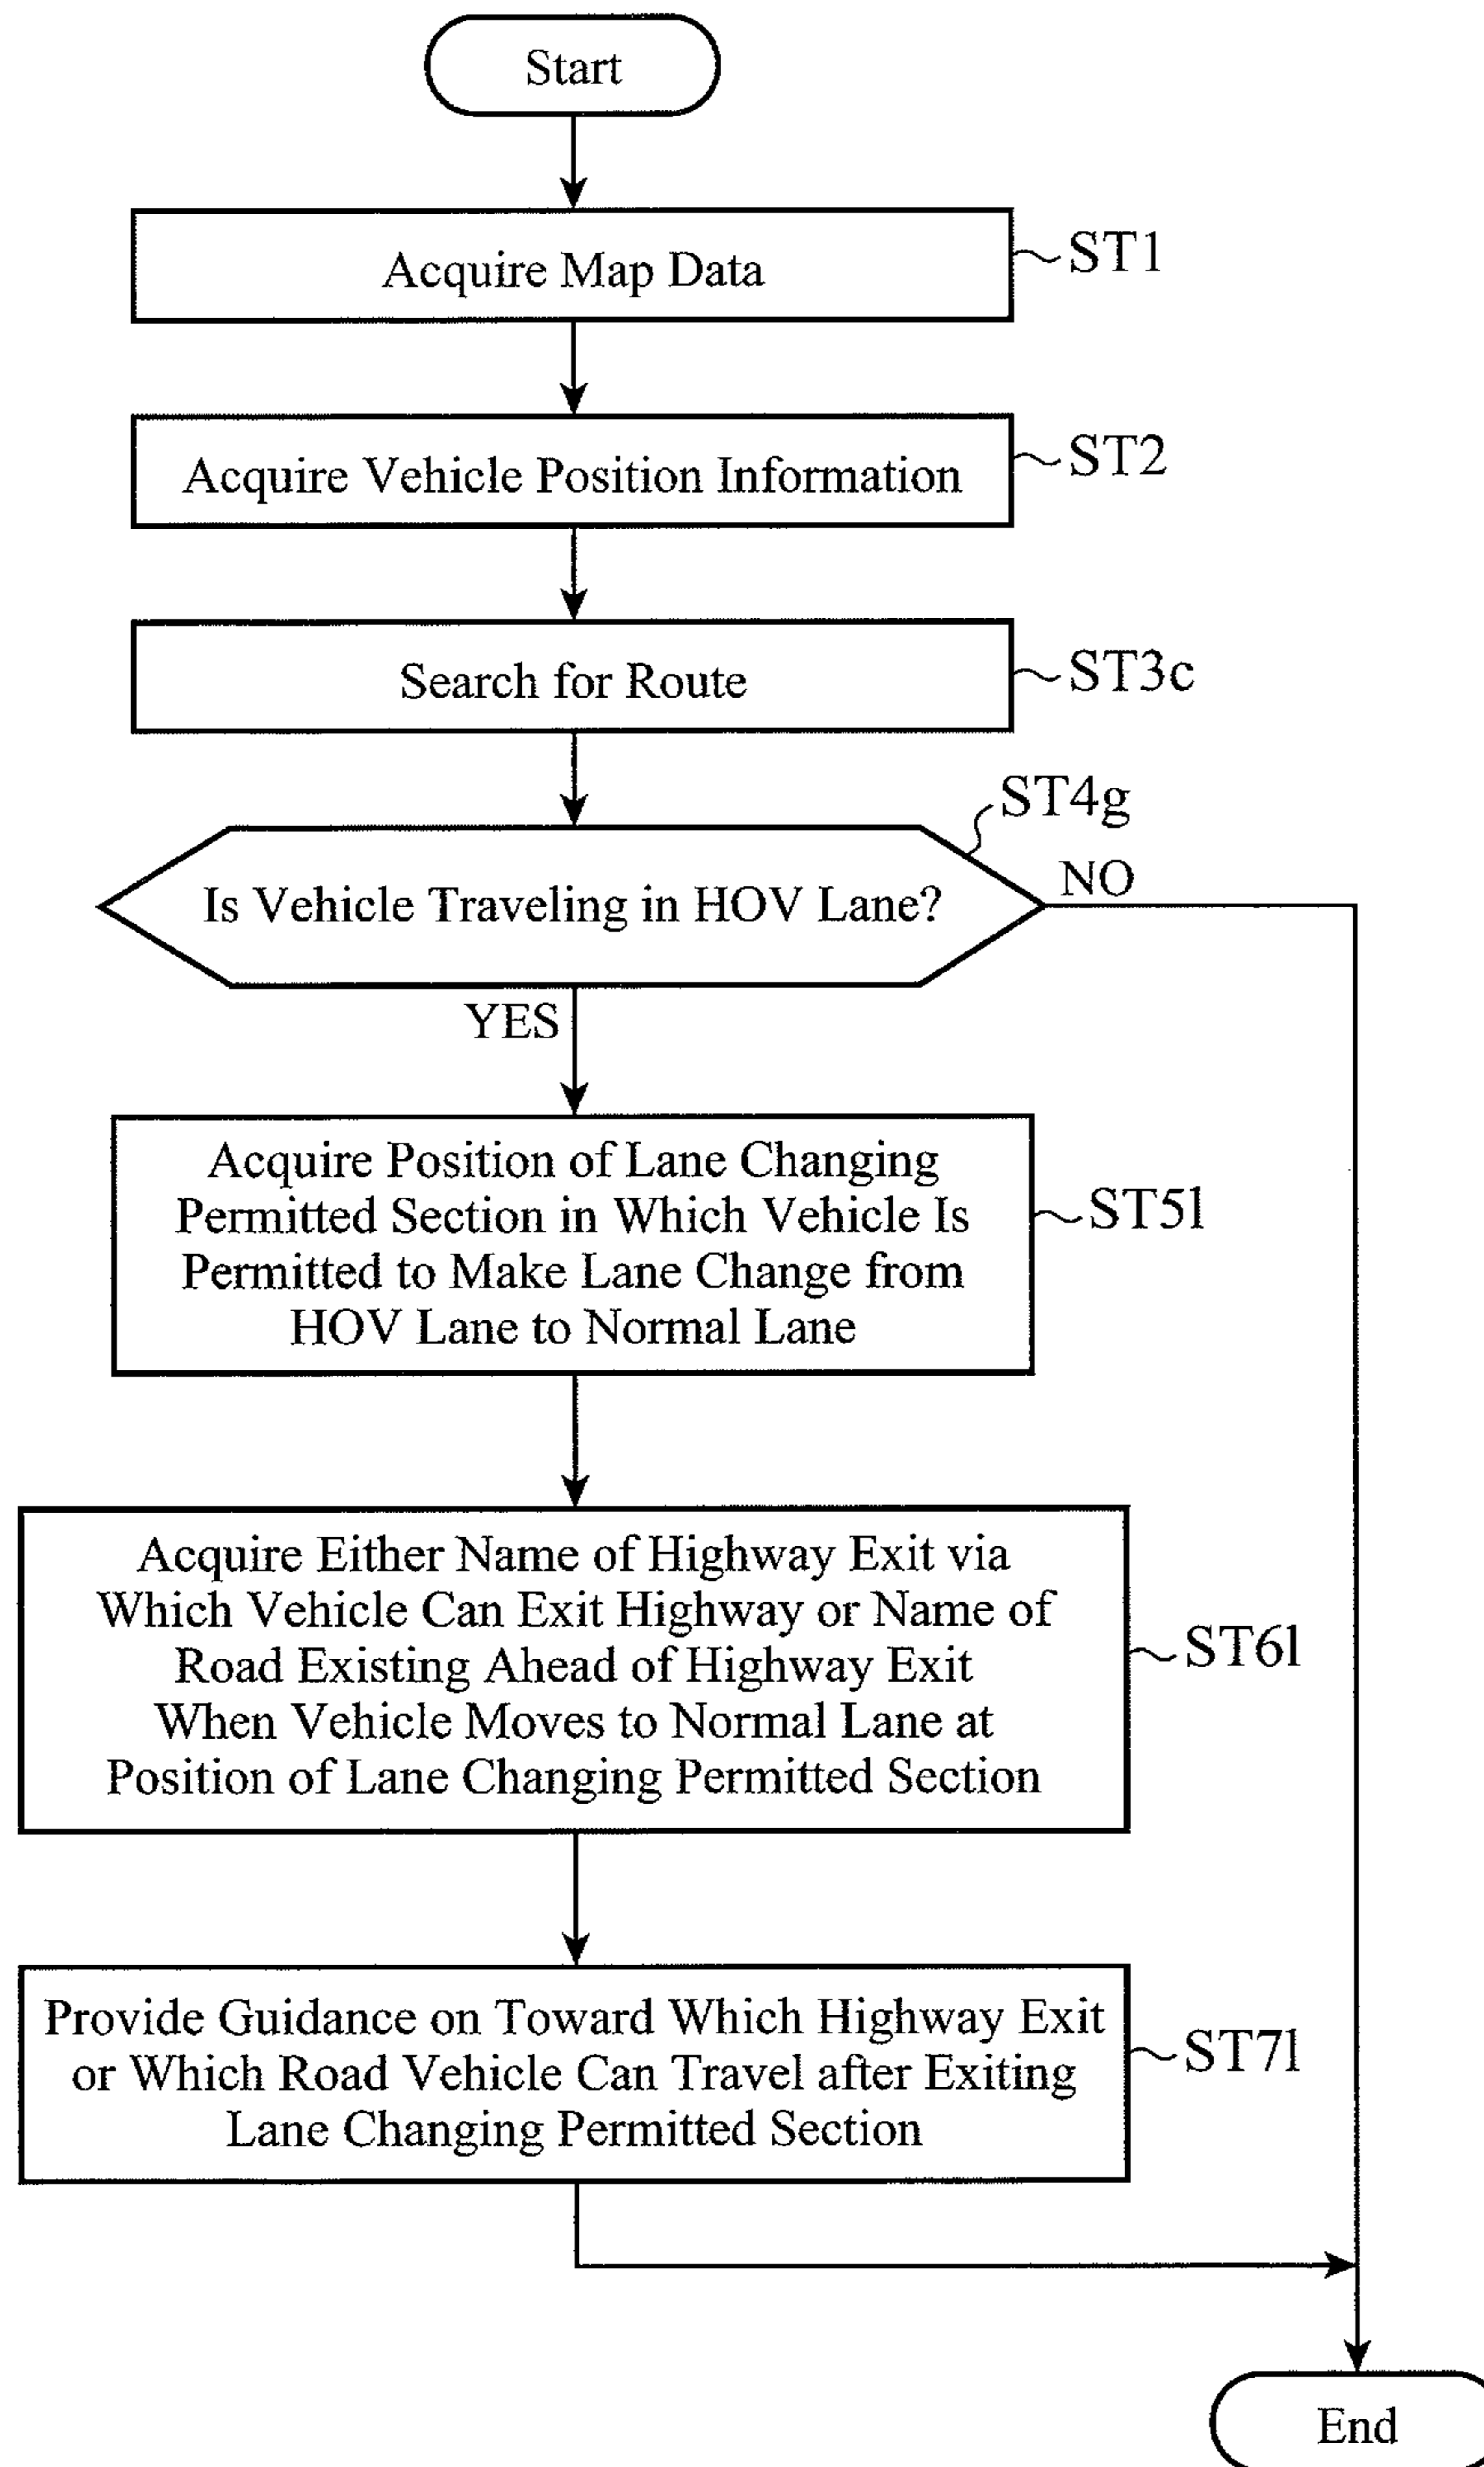 Start
Acquire Map Data
ST1
Acquire Vehicle Position Information
ST2
Search for Route
ST3c
ST4g
Is Vehicle Traveling in HOV Lane?
NO
YES
Acquire Position of Lane Changing
Permitted Section in Which Vehicle Is
Permitted to Make Lane Change from
HOV Lane to Normal Lane
ST5l
Acquire Either Name of Highway Exit via
Which Vehicle Can Exit Highway or Name of
Road Existing Ahead of Highway Exit
When Vehicle Moves to Normal Lane at
Position of Lane Changing Permitted Section
ST6l
Provide Guidance on Toward Which Highway Exit
or Which Road Vehicle Can Travel after Exiting
Lane Changing Permitted Section
ST7l
End